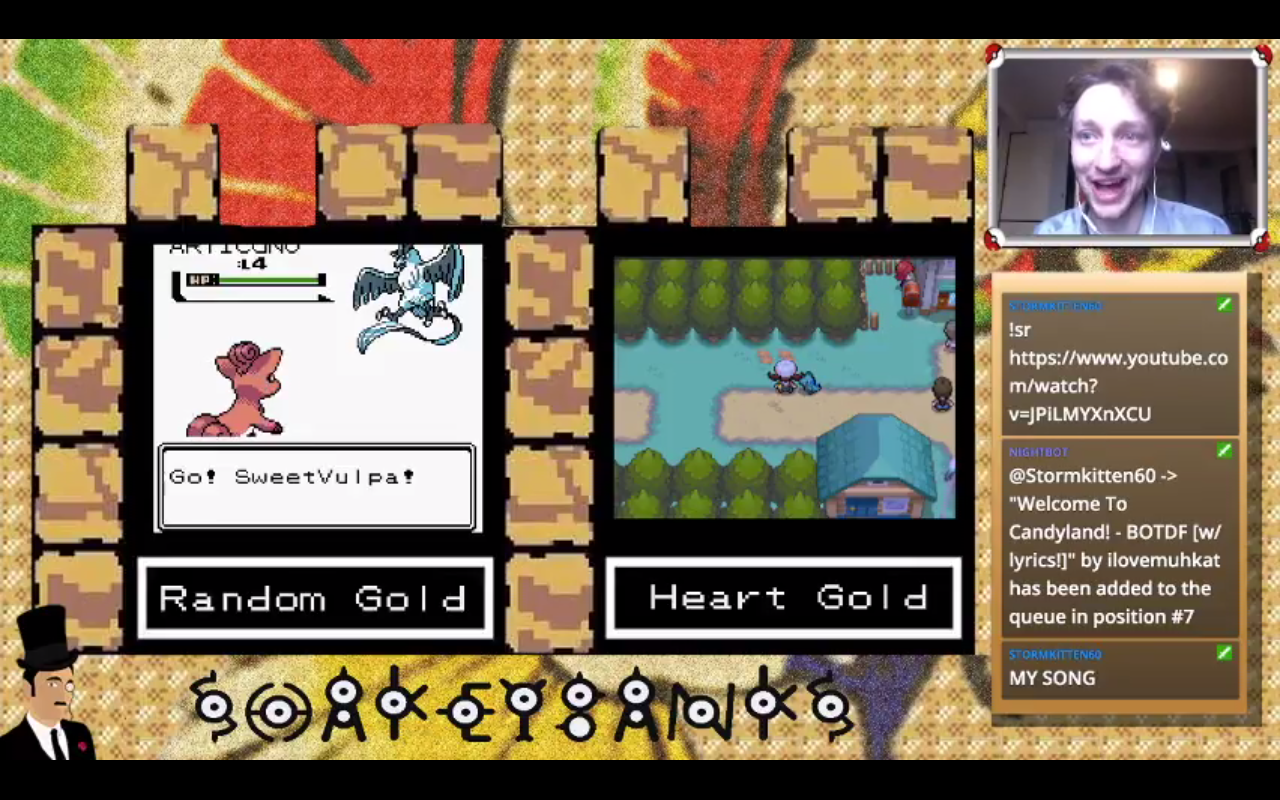 ARTICUNO
:L4
HP:
Go! SweetVulpa!
Random Gold
Heart Gold
SOAKEYBANKS
STORMKITTEN60
!sr
https://www.youtube.co
m/watch?
v=JPiLMYXnXCU
NIGHTBOT
@Stormkitten60 ->
"Welcome To
Candyland! - BOTDF [w/
lyrics!]" by ilovemuhkat
has been added to the
queue in position #7
STORMKITTEN60
MY SONG